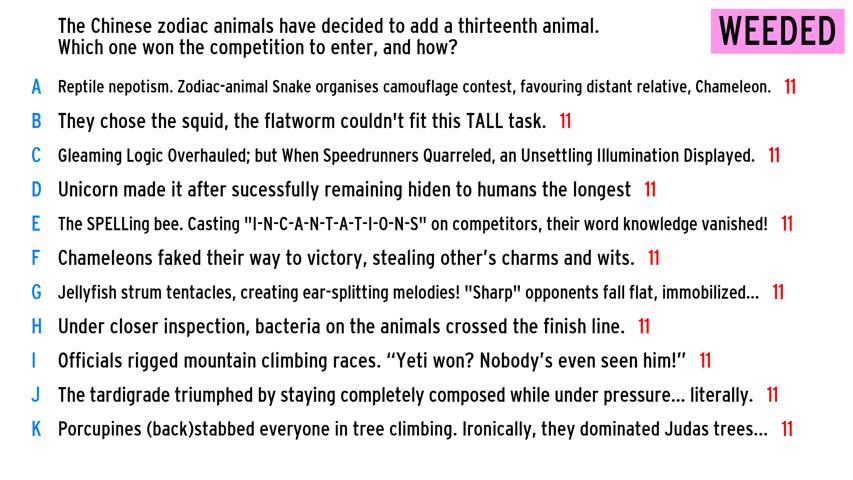 The Chinese zodiac animals have decided to add a thirteenth animal.
Which one won the competition to enter, and how?
WEEDED
A Reptile nepotism. Zodiac-animal Snake organises camouflage contest, favouring distant relative, Chameleon. 11
B They chose the squid, the flatworm couldn't fit this TALL task. 11
C Gleaming Logic Overhauled; but When Speedrunners Quarreled, an Unsettling Illumination Displayed. 11
D Unicorn made it after sucessfully remaining hiden to humans the longest 11
E The SPELLing bee. Casting "I-N-C-A-N-T-A-T-I-O-N-S" on competitors, their word knowledge vanished! 11
F Chameleons faked their way to victory, stealing other’s charms and wits. 11
G Jellyfish strum tentacles, creating ear-splitting melodies! "Sharp" opponents fall flat, immobilized... 11
H Under closer inspection, bacteria on the animals crossed the finish line. 11
I Officials rigged mountain climbing races. “Yeti won? Nobody’s even seen him!” 11
J The tardigrade triumphed by staying completely composed while under pressure... literally. 11
K Porcupines (back)stabbed everyone in tree climbing. Ironically, they dominated Judas trees... 11